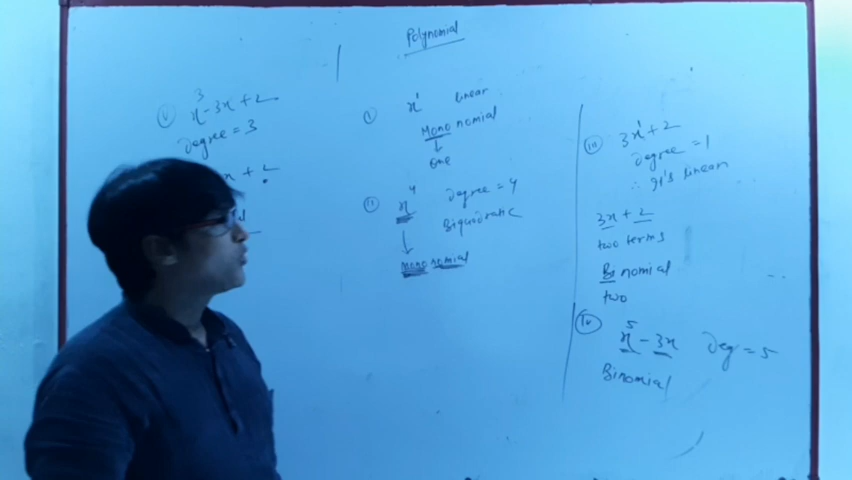 Polynomial
(v) x³ - 3x + 2
Degree = 3
x + 2
(i) x¹ linear
Mono nomial
↓
one
(ii) x⁴ Degree = 4
Biquadratic
↓
Mono nomial
(iii) 3x¹ + 2
Degree = 1
∴ It's linear
3x + 2
two terms
Bi nomial
two
(iv) x⁵ - 3x Deg = 5
Binomial